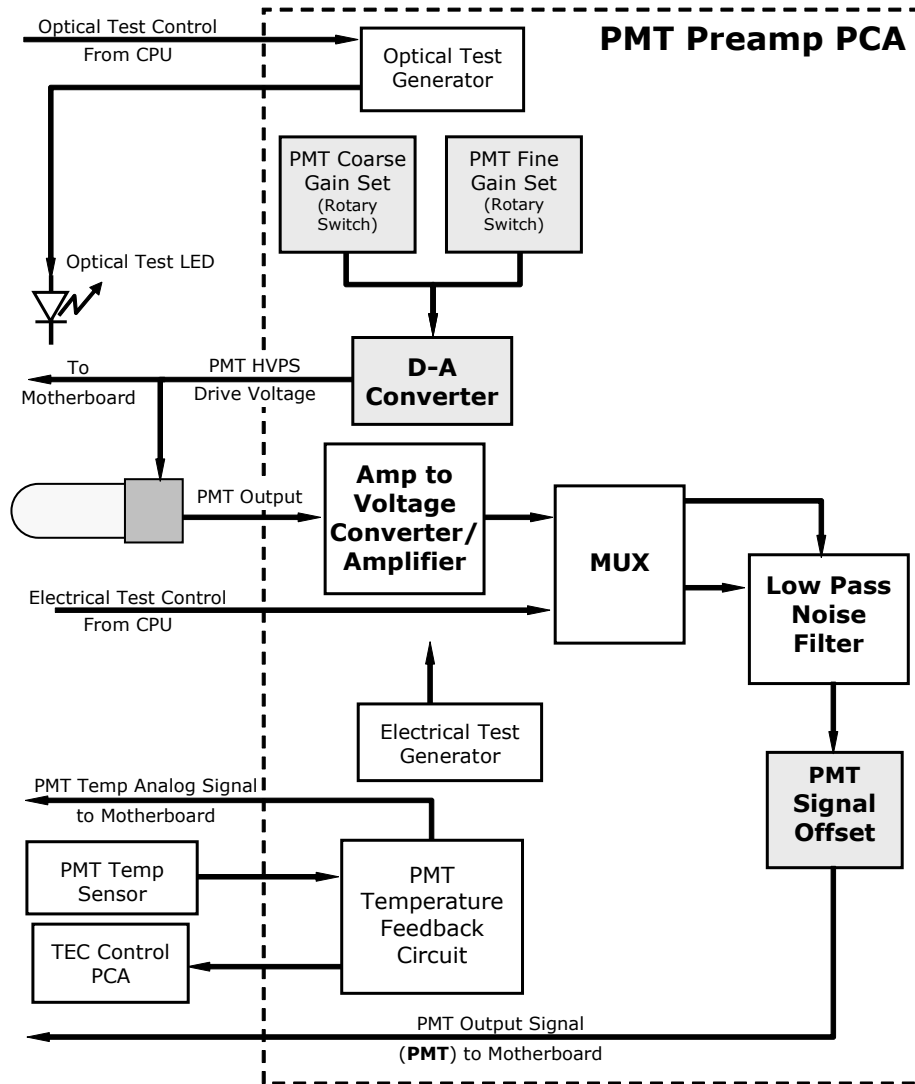 Optical Test Control
From CPU
PMT Preamp PCA
Optical Test
Generator
PMT Coarse
Gain Set
(Rotary
Switch)
PMT Fine
Gain Set
(Rotary
Switch)
Optical Test LED
To
Motherboard
PMT HVPS
Drive Voltage
D-A
Converter
PMT Output
Amp to
Voltage
Converter/
Amplifier
MUX
Low Pass
Noise
Filter
Electrical Test Control
From CPU
Electrical Test
Generator
PMT
Signal
Offset
PMT Temp Analog Signal
to Motherboard
PMT Temp
Sensor
PMT
Temperature
Feedback
Circuit
TEC Control
PCA
PMT Output Signal
(PMT) to Motherboard